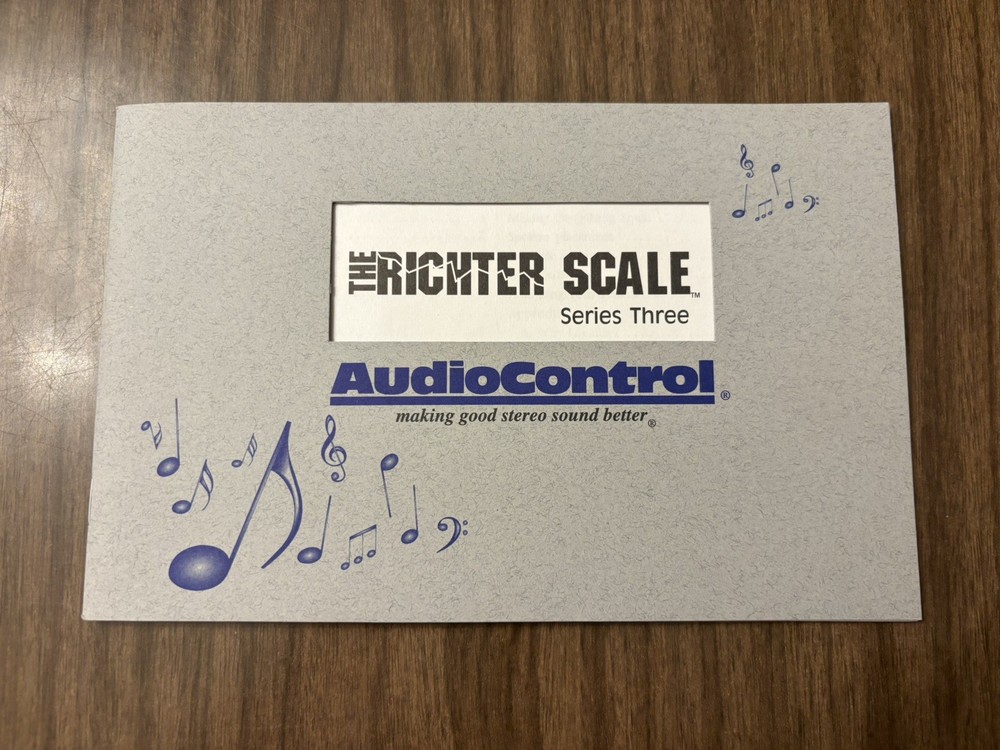 THE RICHTER SCALE™
Series Three
AudioControl®
making good stereo sound better®